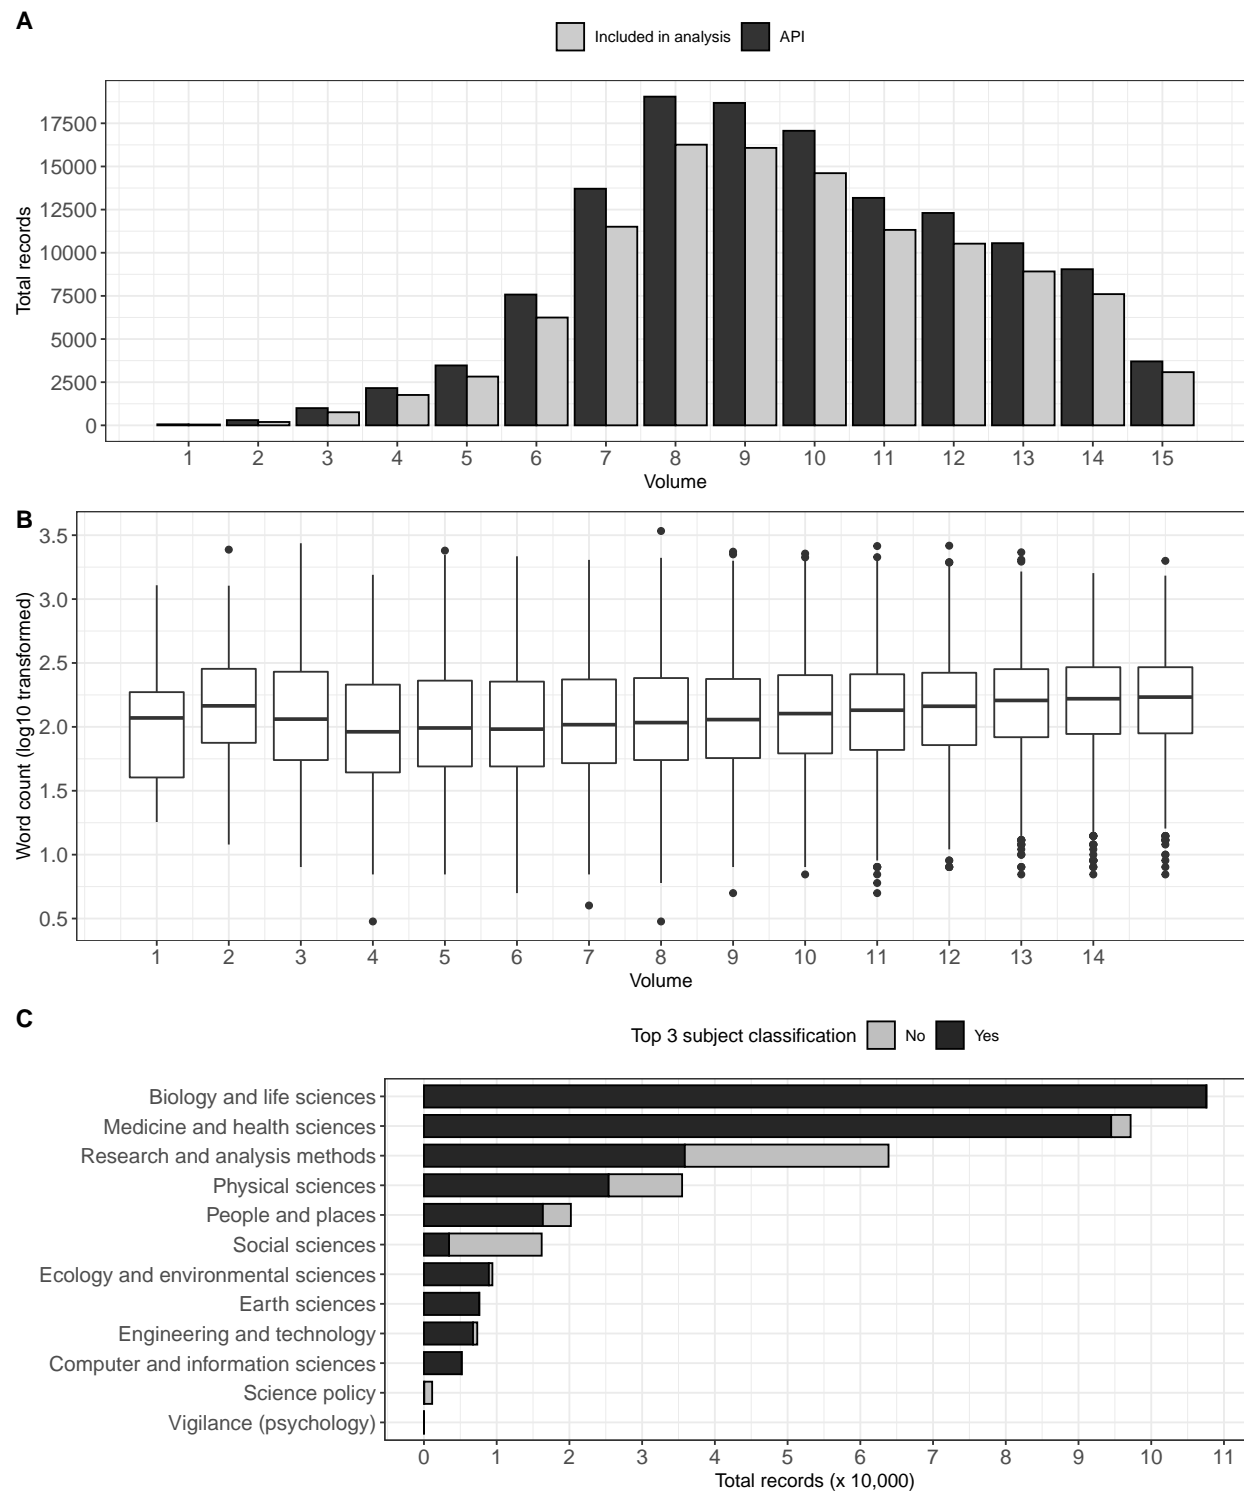 A
Included in analysis API
Total records
17500
15000
12500
10000
7500
5000
2500
0
1 2 3 4 5 6 7 8 9 10 11 12 13 14 15
Volume
B
Word count (log10 transformed)
3.5
3.0
2.5
2.0
1.5
1.0
0.5
1 2 3 4 5 6 7 8 9 10 11 12 13 14
Volume
C
Top 3 subject classification No Yes
Biology and life sciences
Medicine and health sciences
Research and analysis methods
Physical sciences
People and places
Social sciences
Ecology and environmental sciences
Earth sciences
Engineering and technology
Computer and information sciences
Science policy
Vigilance (psychology)
0 1 2 3 4 5 6 7 8 9 10 11
Total records (x 10,000)